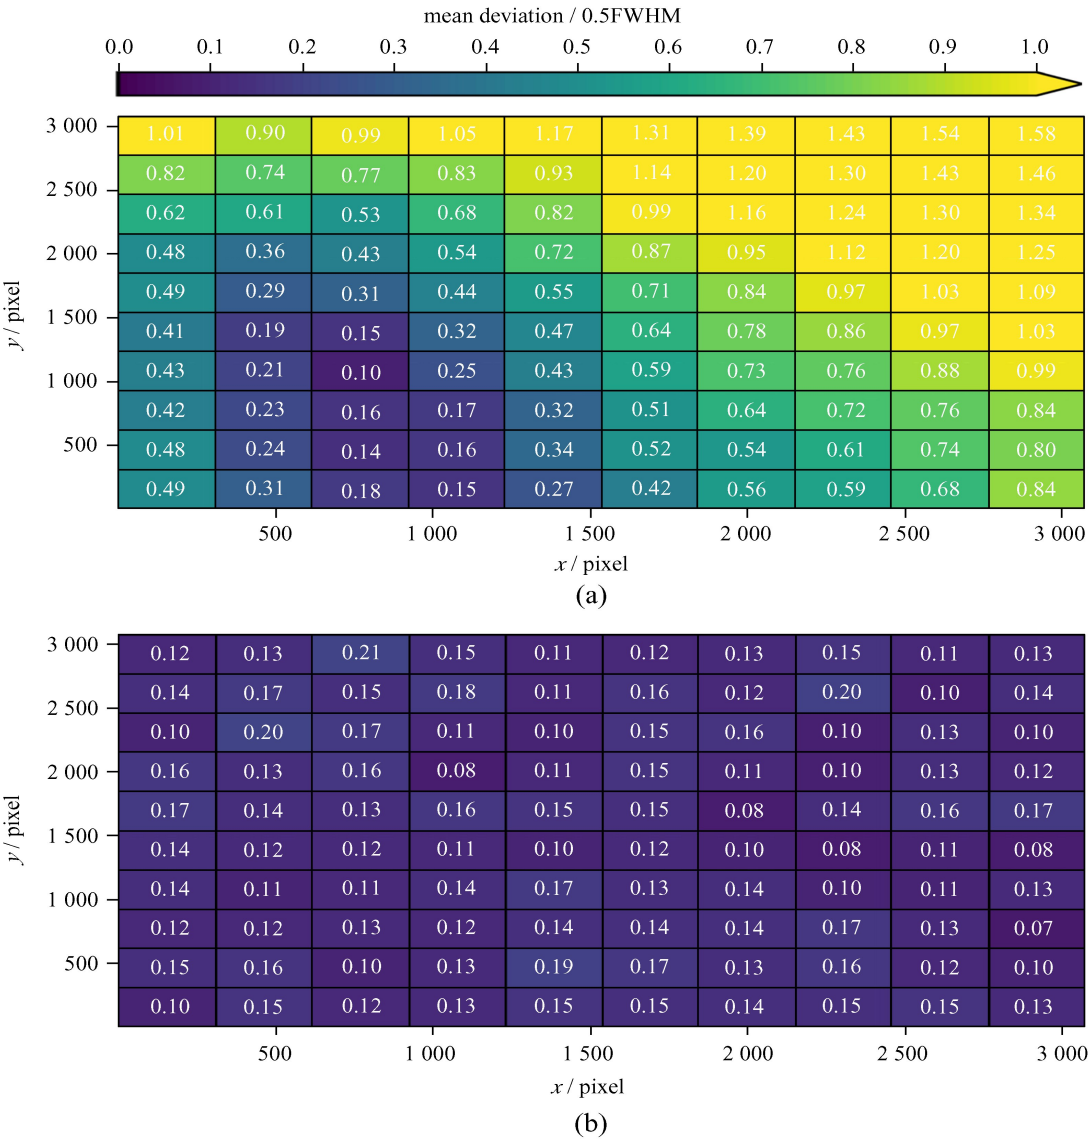 mean deviation / 0.5FWHM
0.0 0.1 0.2 0.3 0.4 0.5 0.6 0.7 0.8 0.9 1.0
3 000 1.01 0.90 0.99 1.05 1.17 1.31 1.39 1.43 1.54 1.58
0.82 0.74 0.77 0.83 0.93 1.14 1.20 1.30 1.43 1.46
2 500
0.62 0.61 0.53 0.68 0.82 0.99 1.16 1.24 1.30 1.34
2 000 0.48 0.36 0.43 0.54 0.72 0.87 0.95 1.12 1.20 1.25
0.49 0.29 0.31 0.44 0.55 0.71 0.84 0.97 1.03 1.09
1 500
0.41 0.19 0.15 0.32 0.47 0.64 0.78 0.86 0.97 1.03
1 000 0.43 0.21 0.10 0.25 0.43 0.59 0.73 0.76 0.88 0.99
0.42 0.23 0.16 0.17 0.32 0.51 0.64 0.72 0.76 0.84
500 0.48 0.24 0.14 0.16 0.34 0.52 0.54 0.61 0.74 0.80
0.49 0.31 0.18 0.15 0.27 0.42 0.56 0.59 0.68 0.84
y / pixel
500 1 000 1 500 2 000 2 500 3 000
x / pixel
(a)
3 000 0.12 0.13 0.21 0.15 0.11 0.12 0.13 0.15 0.11 0.13
0.14 0.17 0.15 0.18 0.11 0.16 0.12 0.20 0.10 0.14
2 500
0.10 0.20 0.17 0.11 0.10 0.15 0.16 0.10 0.13 0.10
2 000 0.16 0.13 0.16 0.08 0.11 0.15 0.11 0.10 0.13 0.12
0.17 0.14 0.13 0.16 0.15 0.15 0.08 0.14 0.16 0.17
1 500
0.14 0.12 0.12 0.11 0.10 0.12 0.10 0.08 0.11 0.08
1 000 0.14 0.11 0.11 0.14 0.17 0.13 0.14 0.10 0.11 0.13
0.12 0.12 0.13 0.12 0.14 0.14 0.14 0.17 0.13 0.07
500 0.15 0.16 0.10 0.13 0.19 0.17 0.13 0.16 0.12 0.10
0.10 0.15 0.12 0.13 0.15 0.15 0.14 0.15 0.15 0.13
y / pixel
500 1 000 1 500 2 000 2 500 3 000
x / pixel
(b)